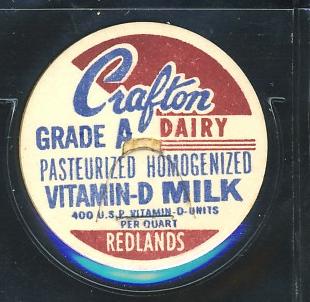 Crafton
GRADE A DAIRY
PASTEURIZED HOMOGENIZED
VITAMIN-D MILK
400 U.S.P. VITAMIN-D-UNITS
PER QUART
REDLANDS